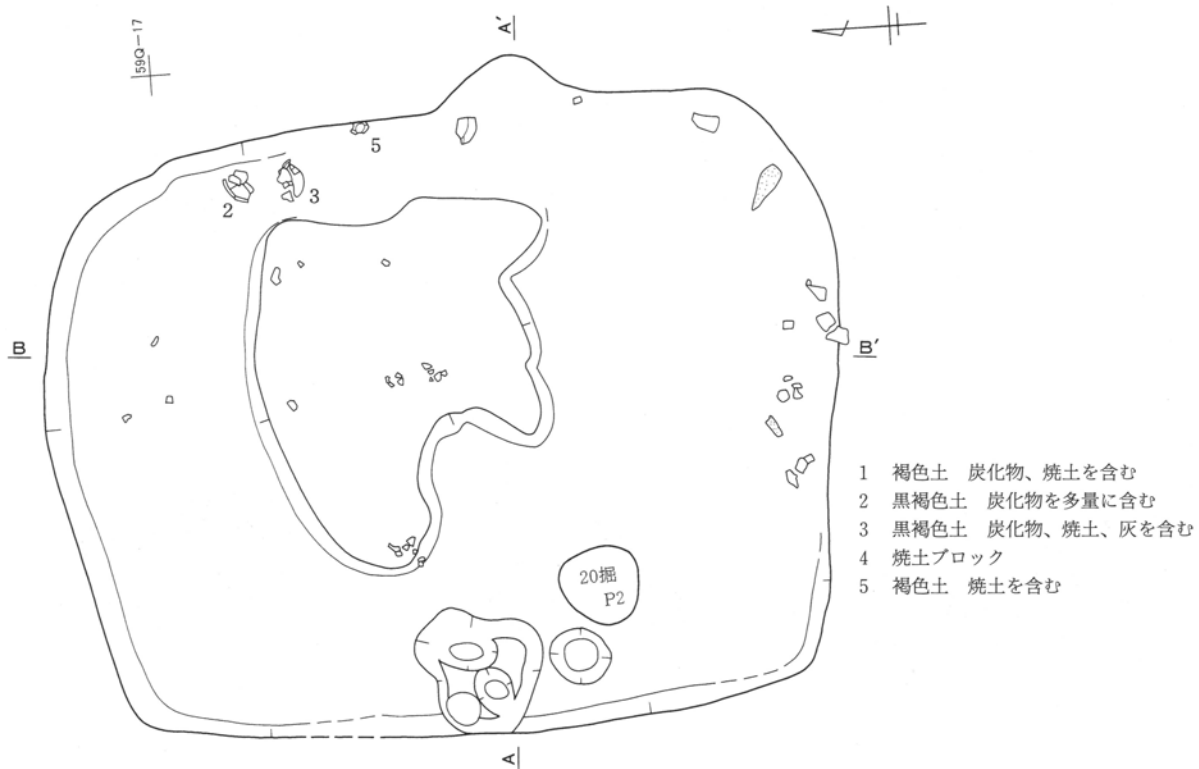 59Q－17
A′
5
2
3
B
B′
20掘
P2
A
1 褐色土 炭化物、焼土を含む
2 黒褐色土 炭化物を多量に含む
3 黒褐色土 炭化物、焼土、灰を含む
4 焼土ブロック
5 褐色土 焼土を含む